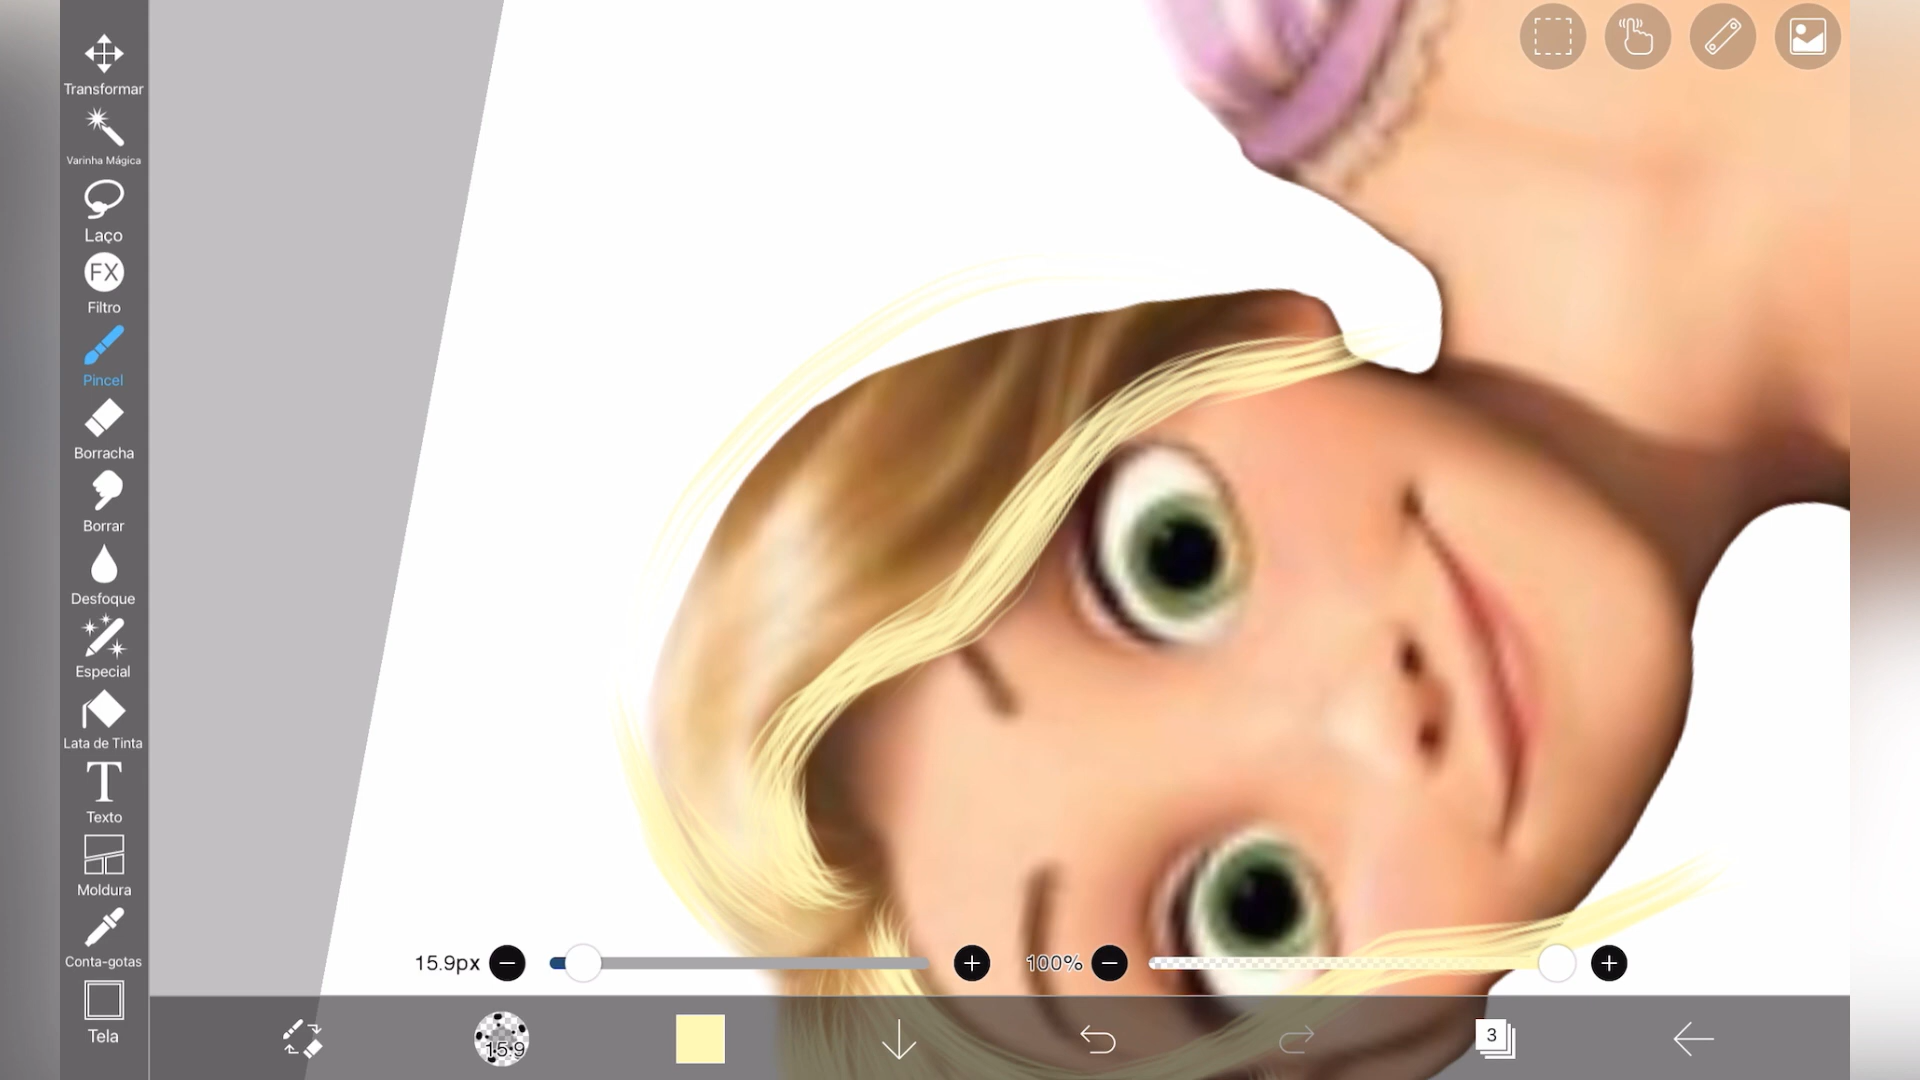 Transformar
Varinha Mágica
Laço
FX
Filtro
Pincel
Borracha
Borrar
Desfoque
Especial
Lata de Tinta
T
Texto
Moldura
Conta-gotas
Tela
15.9px
100%
15.9
3